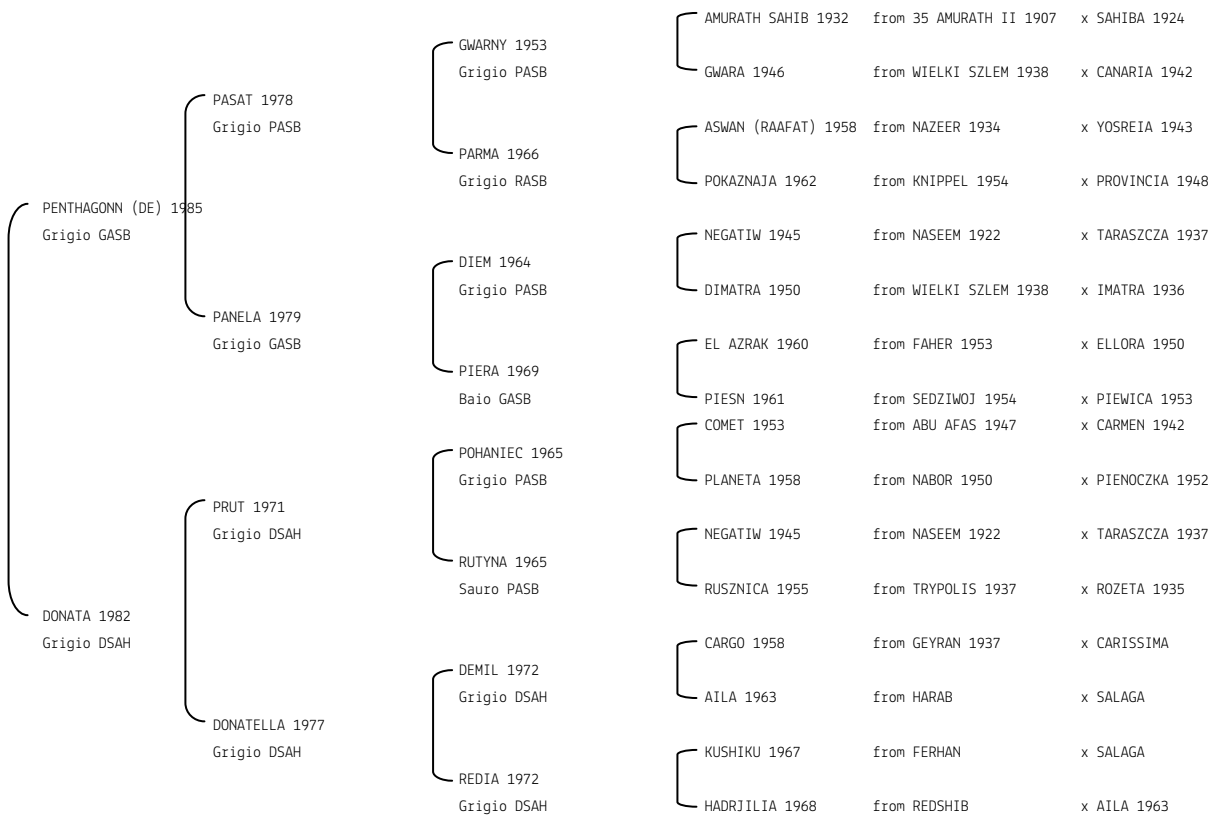 AMURATH SAHIB 1932 from 35 AMURATH II 1907 x SAHIBA 1924
GWARNY 1953
Grigio PASB
GWARA 1946 from WIELKI SZLEM 1938 x CANARIA 1942
PASAT 1978
Grigio PASB
ASWAN (RAAFAT) 1958 from NAZEER 1934 x YOSREIA 1943
PARMA 1966
Grigio RASB
POKAZNAJA 1962 from KNIPPEL 1954 x PROVINCIA 1948
PENTHAGONN (DE) 1985
Grigio GASB
NEGATIW 1945 from NASEEM 1922 x TARASZCZA 1937
DIEM 1964
Grigio PASB
DIMATRA 1950 from WIELKI SZLEM 1938 x IMATRA 1936
PANELA 1979
Grigio GASB
EL AZRAK 1960 from FAHER 1953 x ELLORA 1950
PIERA 1969
Baio GASB
PIESN 1961 from SEDZIWOJ 1954 x PIEWICA 1953
COMET 1953 from ABU AFAS 1947 x CARMEN 1942
POHANIEC 1965
Grigio PASB
PLANETA 1958 from NABOR 1950 x PIENOCZKA 1952
PRUT 1971
Grigio DSAH
NEGATIW 1945 from NASEEM 1922 x TARASZCZA 1937
RUTYNA 1965
Sauro PASB
RUSZNICA 1955 from TRYPOLIS 1937 x ROZETA 1935
DONATA 1982
Grigio DSAH
CARGO 1958 from GEYRAN 1937 x CARISSIMA
DEMIL 1972
Grigio DSAH
AILA 1963 from HARAB x SALAGA
DONATELLA 1977
Grigio DSAH
KUSHIKU 1967 from FERHAN x SALAGA
REDIA 1972
Grigio DSAH
HADRJILIA 1968 from REDSHIB x AILA 1963